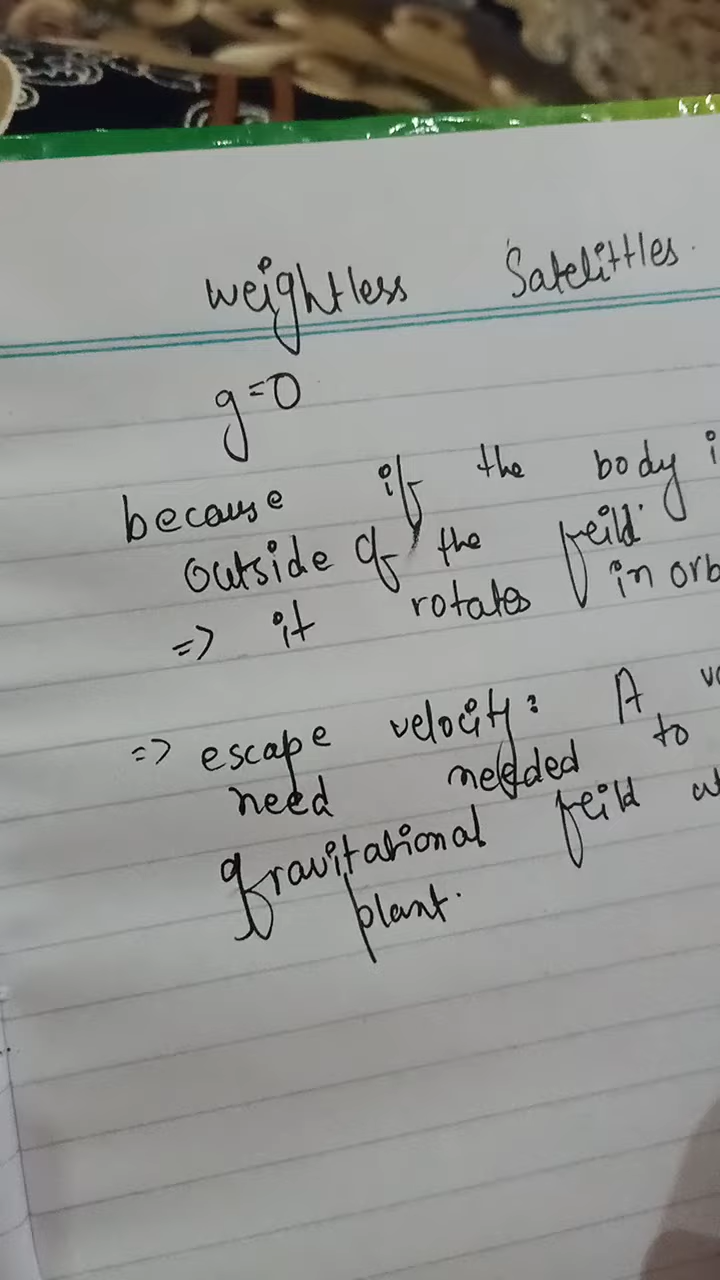 weightless Satelittles.
g=0
because if the body
outside of the feild
=> it rotates in
=> escape velocity: A
need needed to
gravitational feild
plant.